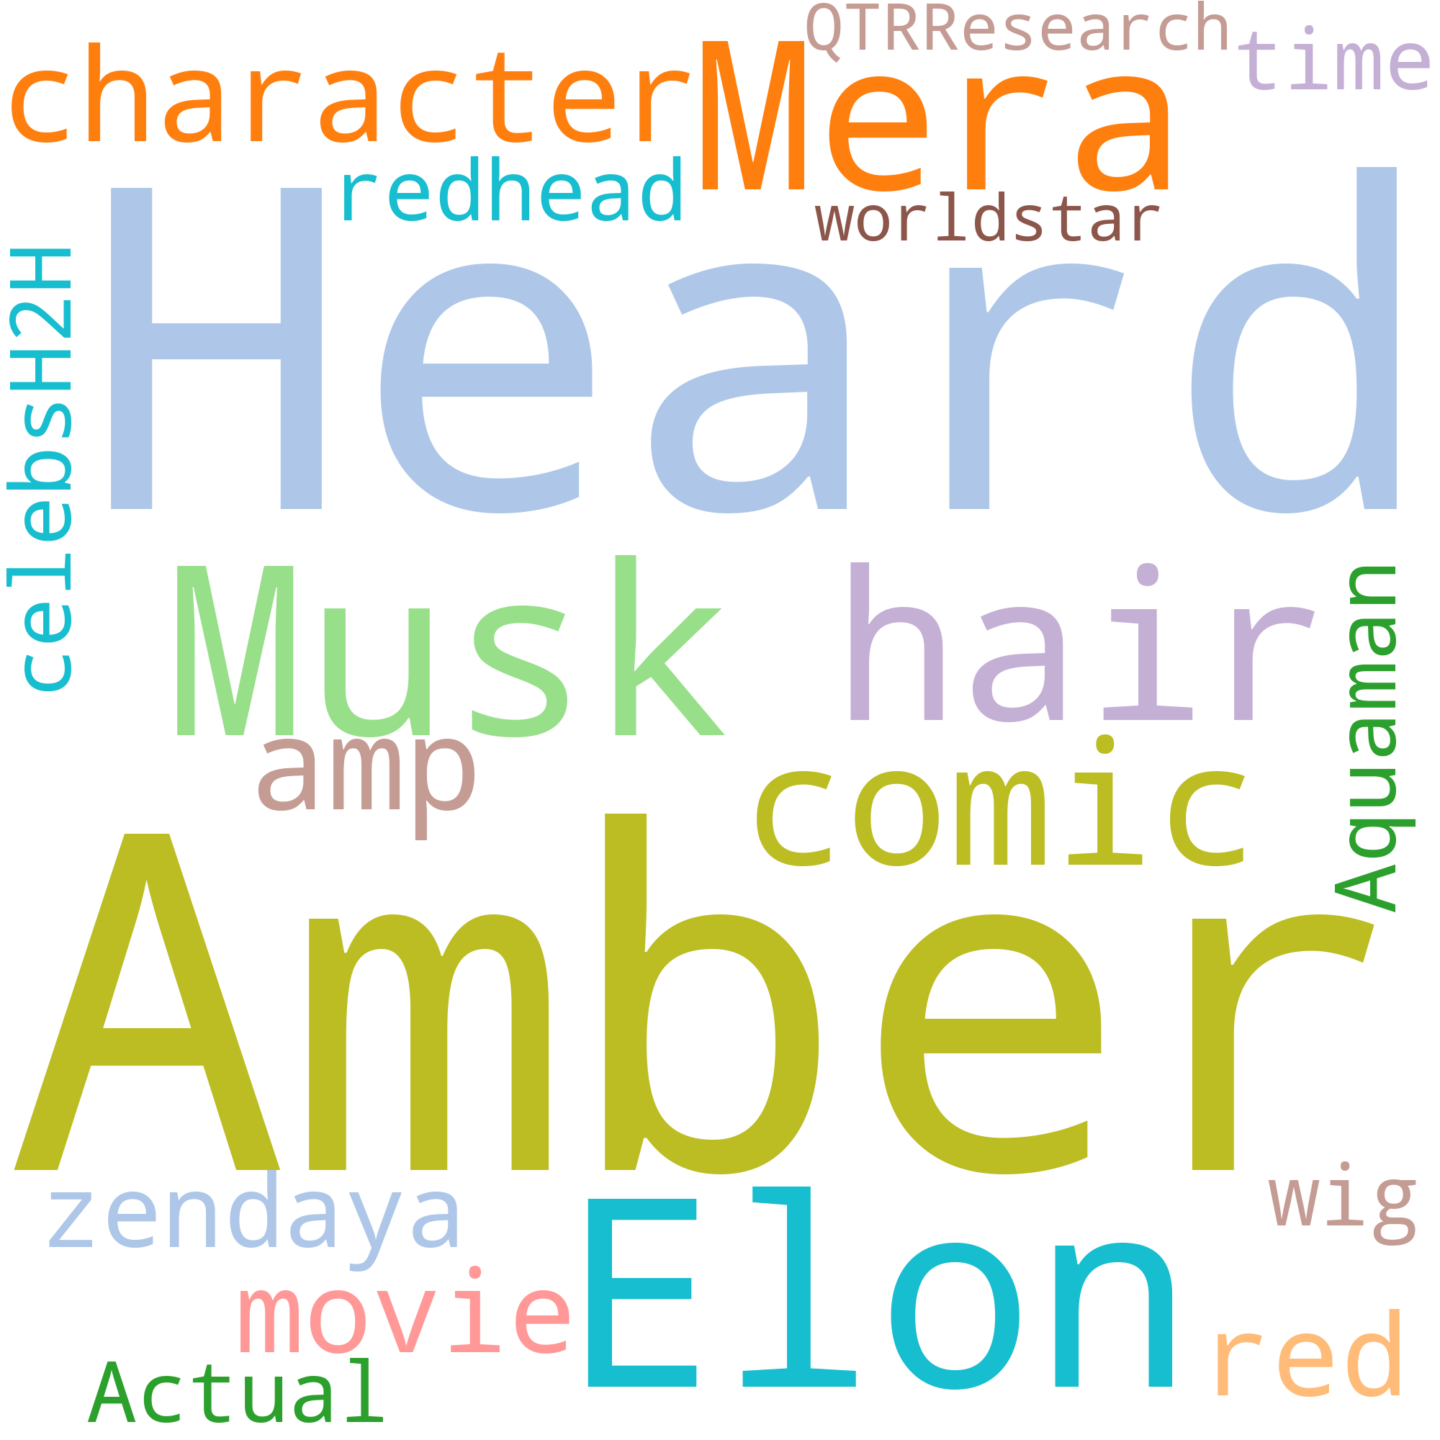 QTRResearch
time
character
Mera
redhead
worldstar
Heard
celebsH2H
Musk
hair
Aquaman
amp
comic
Amber
zendaya
wig
Elon
movie
red
Actual